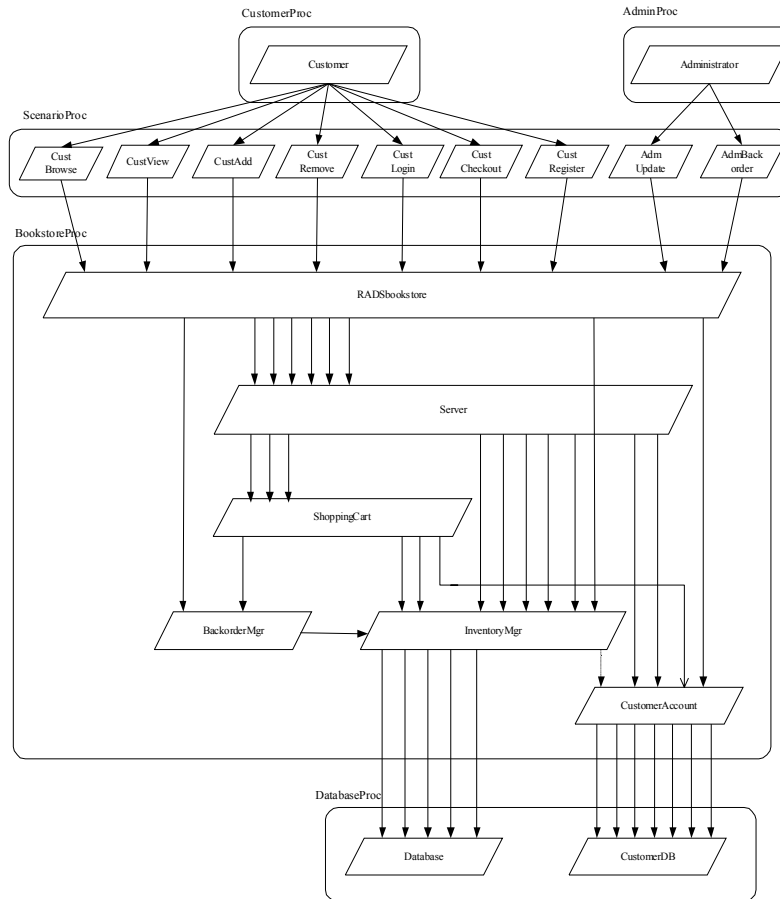 CustomerProc
AdminProc
Customer
Administrator
ScenarioProc
Cust
Browse
CustView
CustAdd
Cust
Remove
Cust
Login
Cust
Checkout
Cust
Register
Adm
Update
AdmBack
order
BookstoreProc
RADSbookstore
Server
ShoppingCart
BackorderMgr
InventoryMgr
CustomerAccount
DatabaseProc
Database
CustomerDB